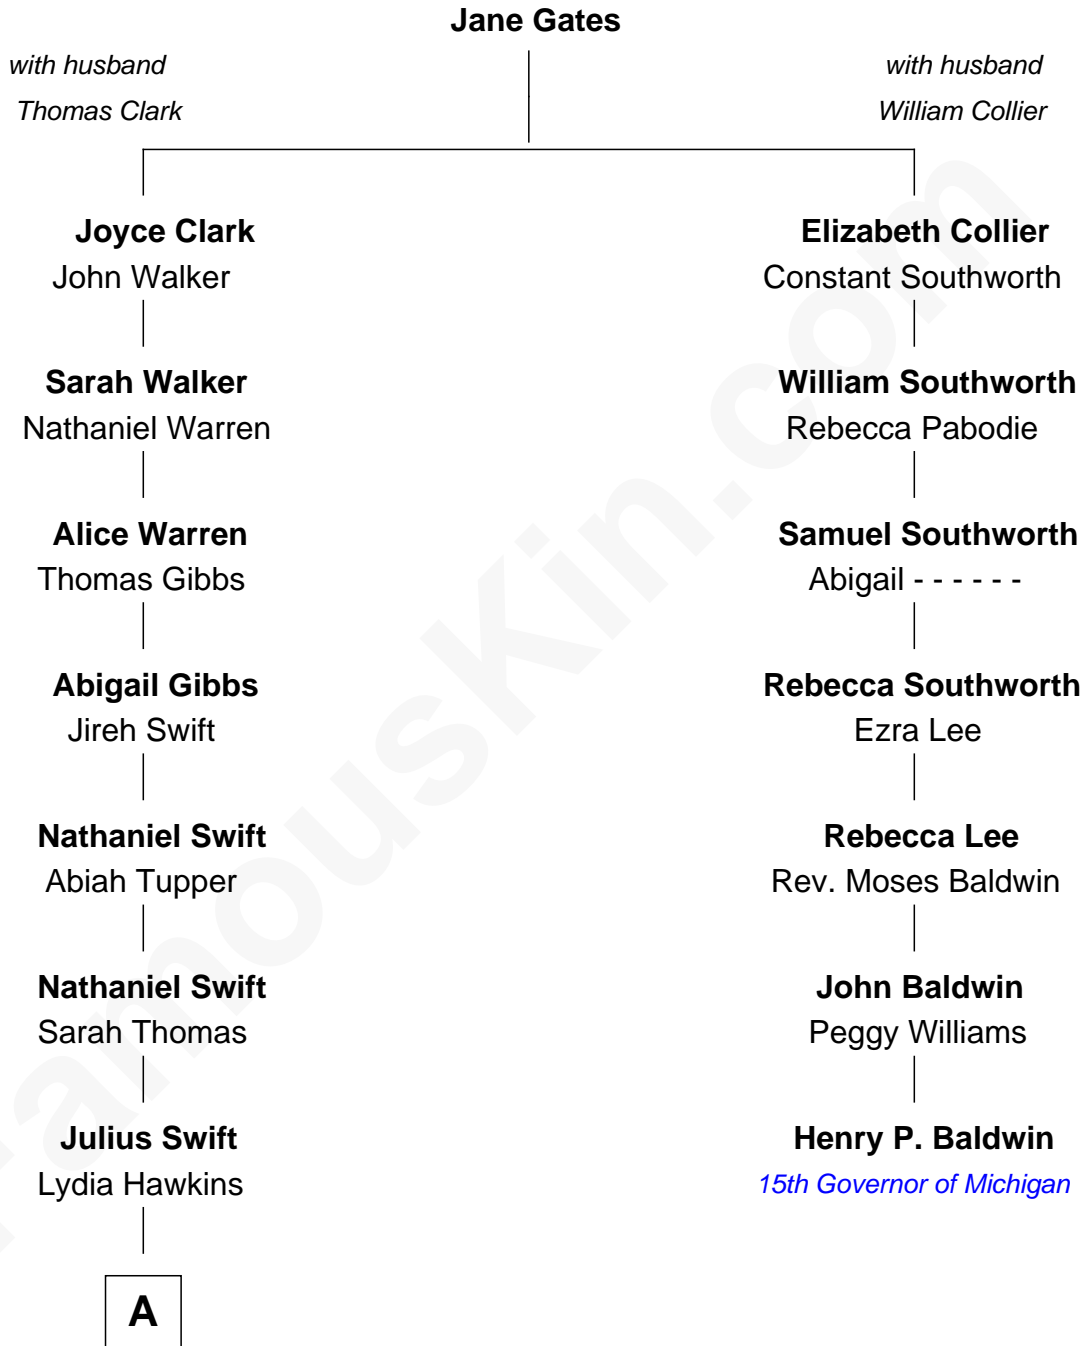 Jane Gates
with husband
Thomas Clark
with husband
William Collier
Joyce Clark
John Walker
Sarah Walker
Nathaniel Warren
Alice Warren
Thomas Gibbs
Abigail Gibbs
Jireh Swift
Nathaniel Swift
Abiah Tupper
Nathaniel Swift
Sarah Thomas
Julius Swift
Lydia Hawkins
A
Elizabeth Collier
Constant Southworth
William Southworth
Rebecca Pabodie
Samuel Southworth
Abigail - - - - - -
Rebecca Southworth
Ezra Lee
Rebecca Lee
Rev. Moses Baldwin
John Baldwin
Peggy Williams
Henry P. Baldwin
15th Governor of Michigan
FamousKin.com